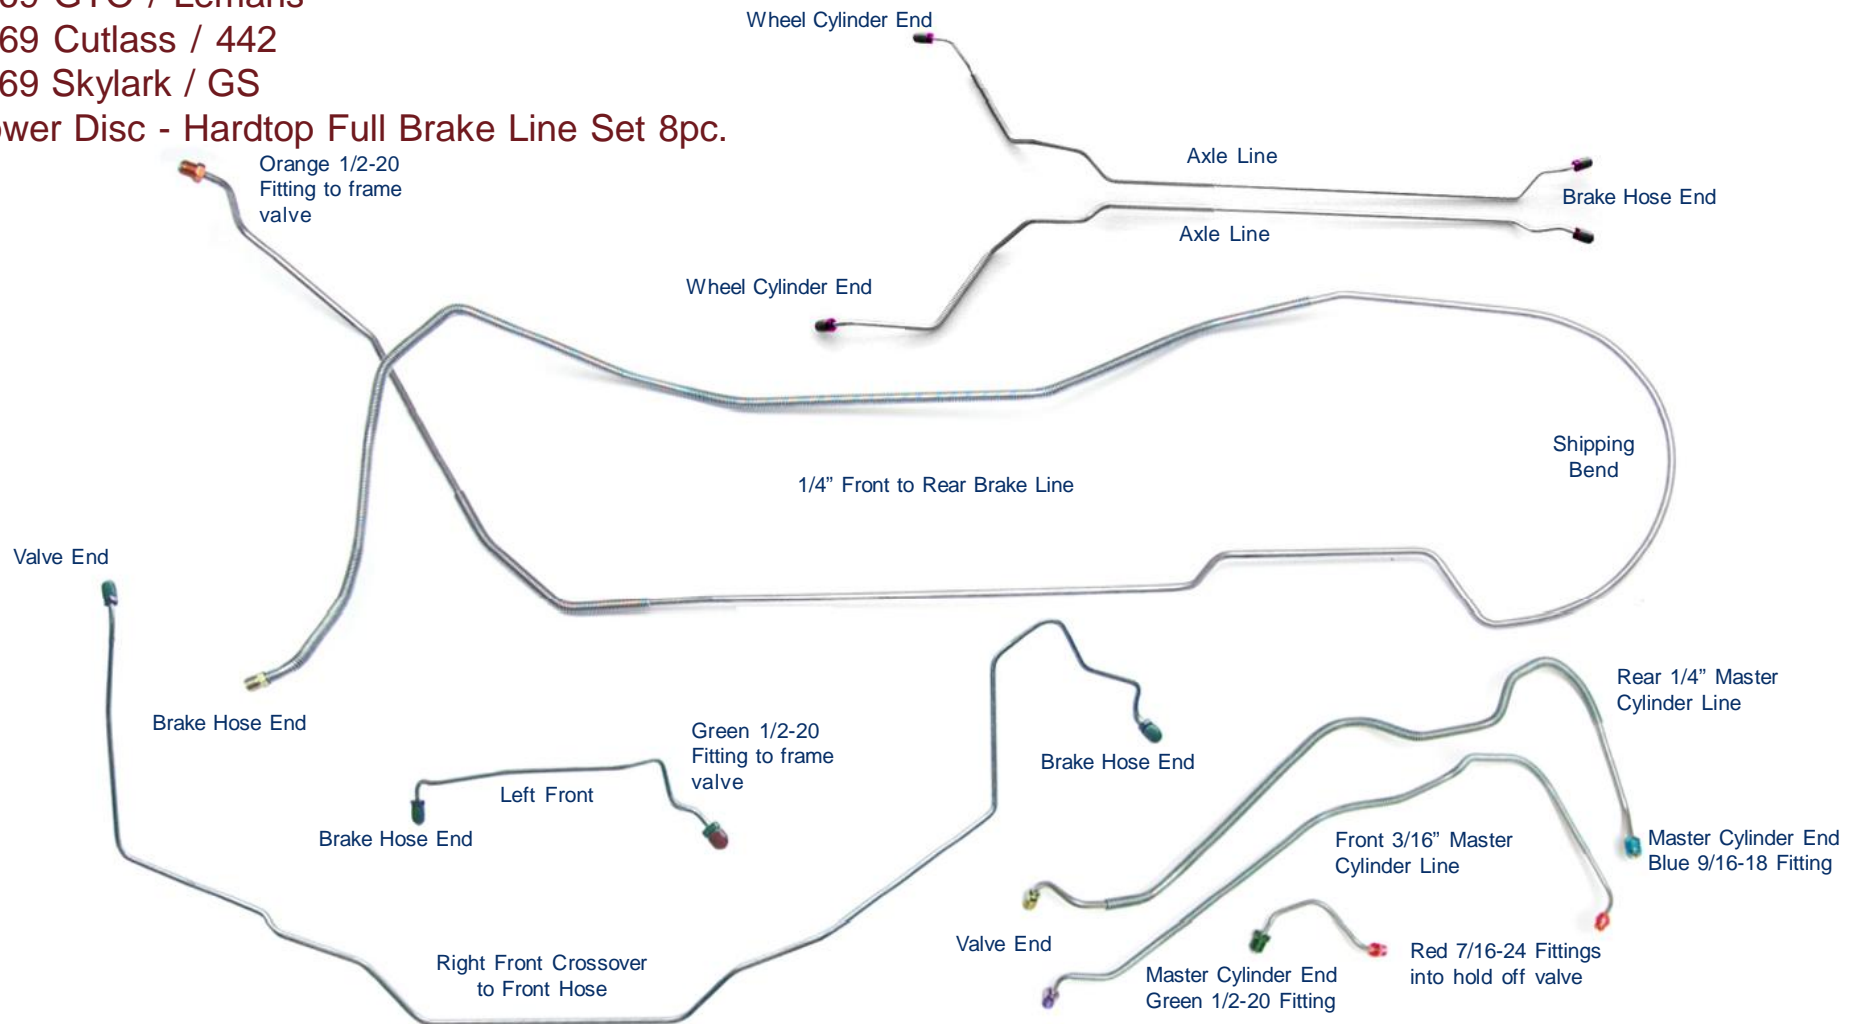 69 Cutlass / 442
69 Skylark / GS
Power Disc - Hardtop Full Brake Line Set 8pc.
Wheel Cylinder End
Orange 1/2-20
Fitting to frame
valve
Axle Line
Brake Hose End
Axle Line
Wheel Cylinder End
Shipping
Bend
1/4” Front to Rear Brake Line
Valve End
Brake Hose End
Green 1/2-20
Fitting to frame
valve
Left Front
Brake Hose End
Brake Hose End
Rear 1/4” Master
Cylinder Line
Front 3/16” Master
Cylinder Line
Master Cylinder End
Blue 9/16-18 Fitting
Valve End
Right Front Crossover
to Front Hose
Master Cylinder End
Green 1/2-20 Fitting
Red 7/16-24 Fittings
into hold off valve